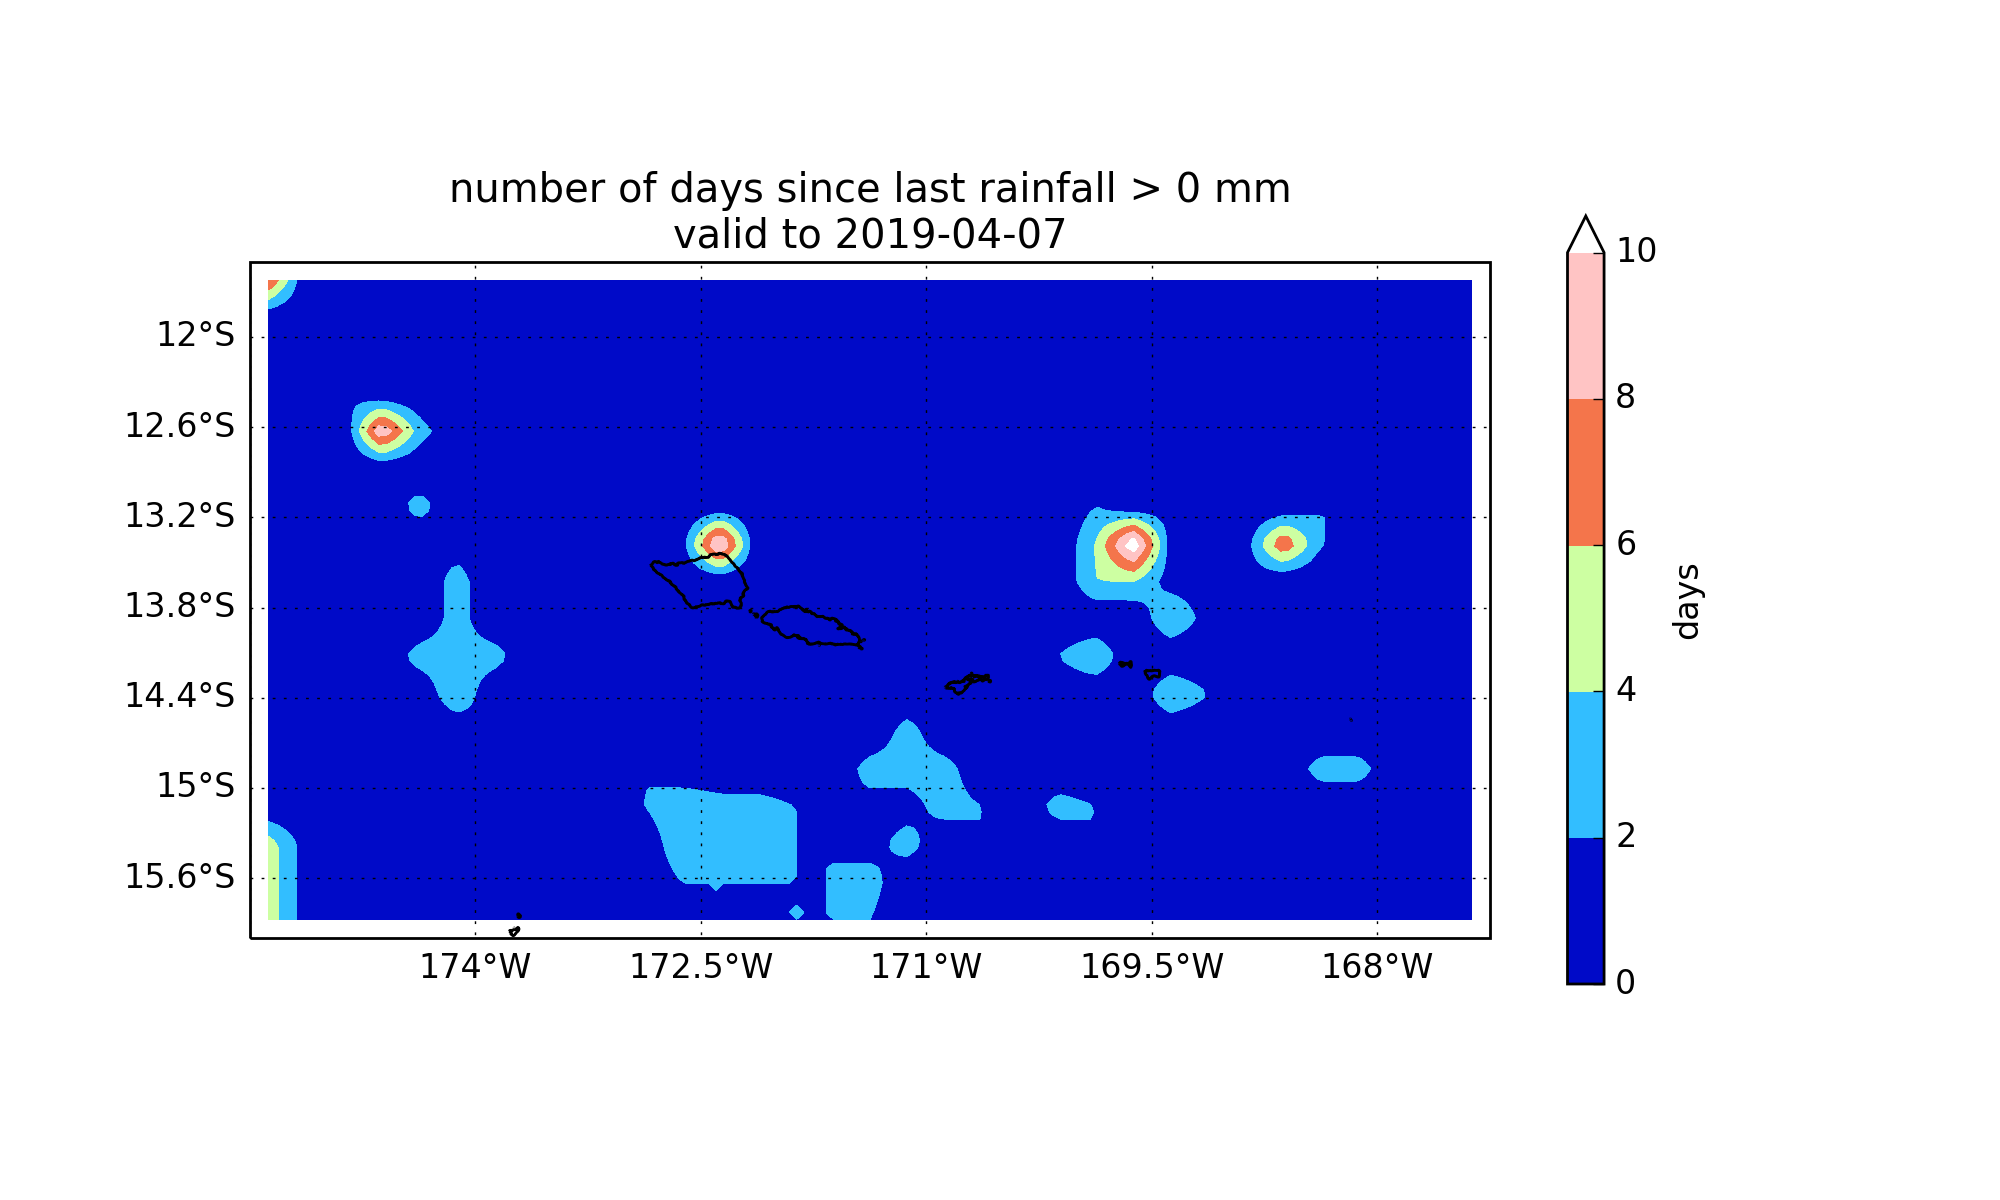 number of days since last rainfall > 0 mm
valid to 2019-04-07
12°S
12.6°S
13.2°S
13.8°S
14.4°S
15°S
15.6°S
174°W
172.5°W
171°W
169.5°W
168°W
10
8
6
4
2
0
days